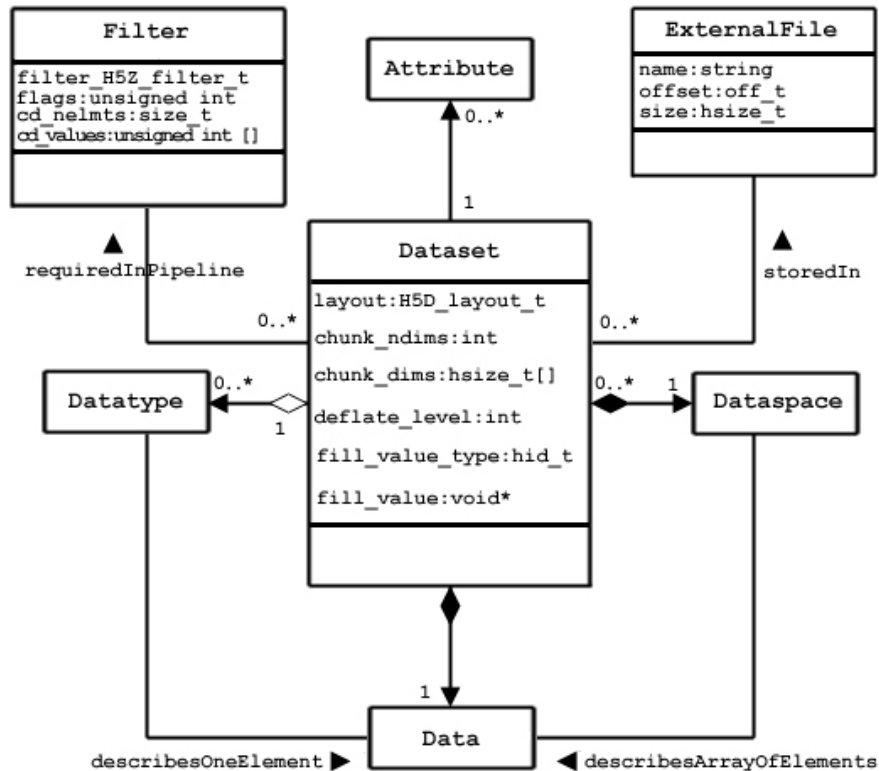 Filter
filter_H5Z_filter_t
flags:unsigned int
cd_nelmts:size_t
cd_values:unsigned int []
Attribute
0..*
1
ExternalFile
name:string
offset:off_t
size:hsize_t
requiredInPipeline
0..*
storedIn
0..*
Dataset
layout:H5D_layout_t
chunk_ndims:int
chunk_dims:hsize_t[]
deflate_level:int
fill_value_type:hid_t
fill_value:void*
Datatype
0..*
1
0..*
1
Dataspace
1
Data
describesOneElement
describesArrayOfElements